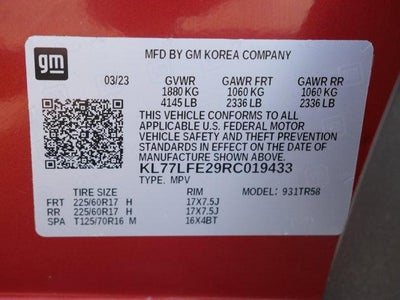 gm
MFD BY GM KOREA COMPANY
03/23 GVWR GAWR FRT GAWR RR
1880 KG 1060 KG 1060 KG
4145 LB 2336 LB 2336 LB
THIS VEHICLE CONFORMS TO ALL
APPLICABLE U.S. FEDERAL MOTOR
VEHICLE SAFETY AND THEFT PREVENTION
STANDARDS IN EFFECT ON THE DATE OF
MANUFACTURE SHOWN ABOVE.
KL77LFE29RC019433
TYPE: MPV
TIRE SIZE RIM MODEL: 931TR58
FRT 225/60R17 H 17X7.5J
RR 225/60R17 H 17X7.5J
SPA T125/70R16 M 16X4BT